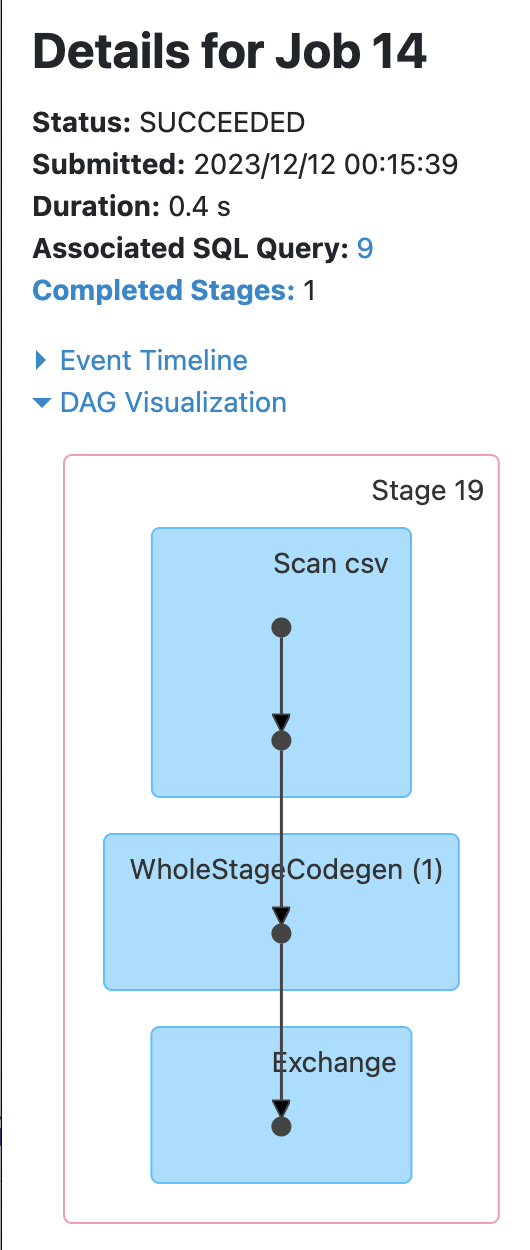 Details for Job 14
Status: SUCCEEDED
Submitted: 2023/12/12 00:15:39
Duration: 0.4 s
Associated SQL Query: 9
Completed Stages: 1
Event Timeline
DAG Visualization
Stage 19
Scan csv
WholeStageCodegen (1)
Exchange